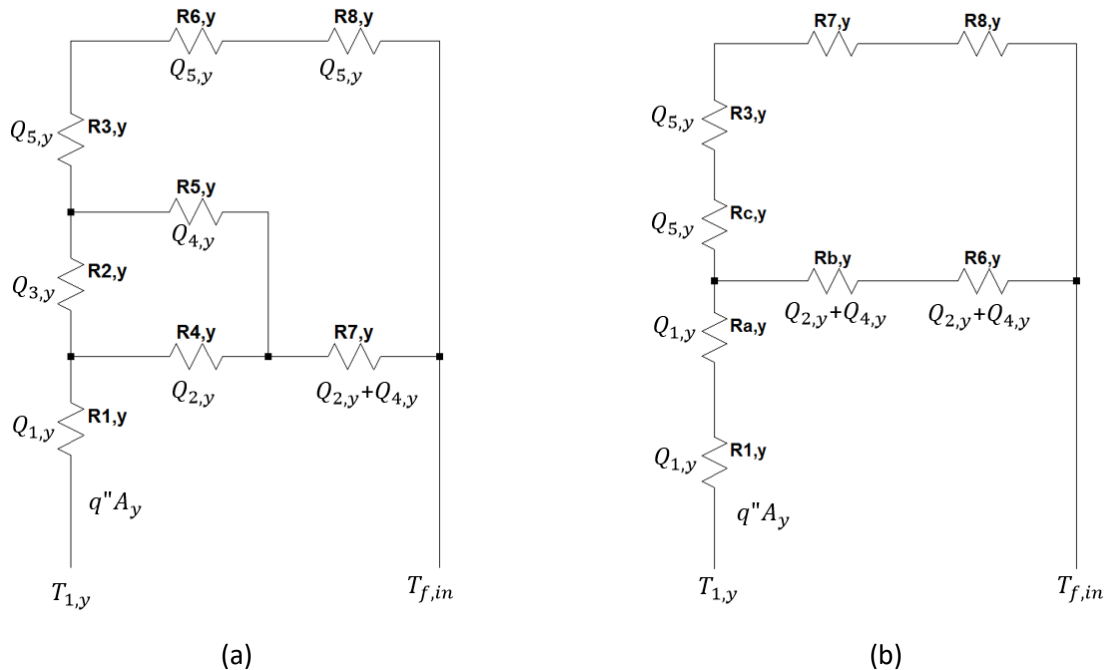 R6,y R8,y
Q5,y Q5,y
Q5,y R3,y
R5,y
Q4,y
R2,y
Q3,y
R4,y R7,y
Q2,y Q2,y+Q4,y
Q1,y R1,y
q"Ay
T1,y Tf,in
(a)
R7,y R8,y
Q5,y R3,y
Q5,y Rc,y
Rb,y R6,y
Q2,y+Q4,y Q2,y+Q4,y
Q1,y Ra,y
Q1,y R1,y
q"Ay
T1,y Tf,in
(b)